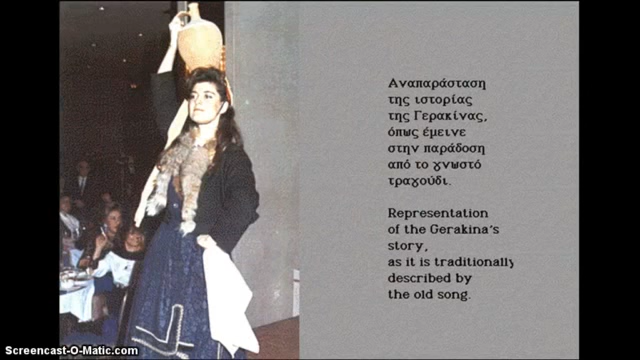 Αναπαράσταση
της ιστορίας
της Γερακίνας,
όπως έμεινε
στην παράδοση
από το γνωστό
τραγούδι.
Representation
of the Gerakina's
story,
as it is traditionally
described by
the old song.
Screencast-O-Matic.com